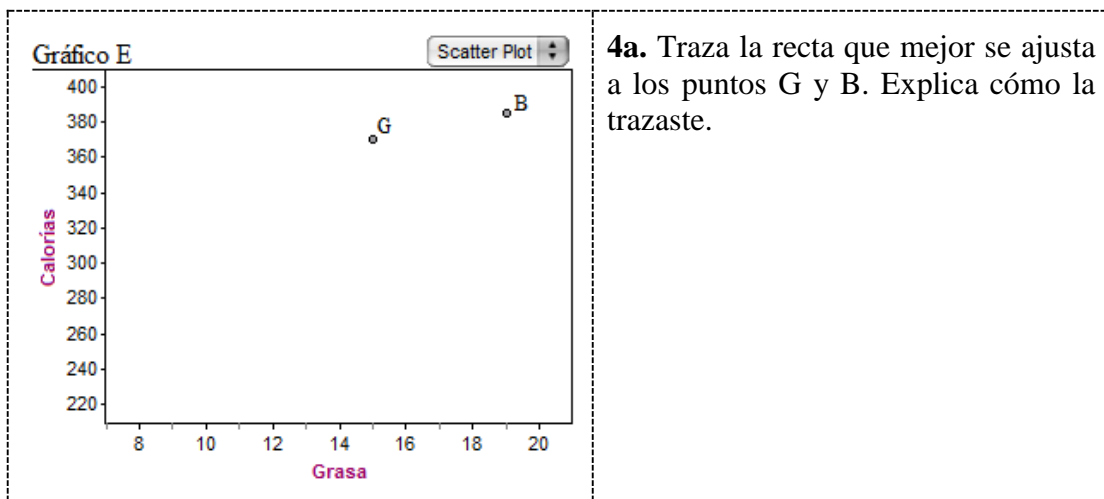 Gráfico E
Scatter Plot
400
380
360
340
320
300
280
260
240
220
Calorías
G
B
8 10 12 14 16 18 20
Grasa
4a. Traza la recta que mejor se ajusta
a los puntos G y B. Explica cómo la
trazaste.